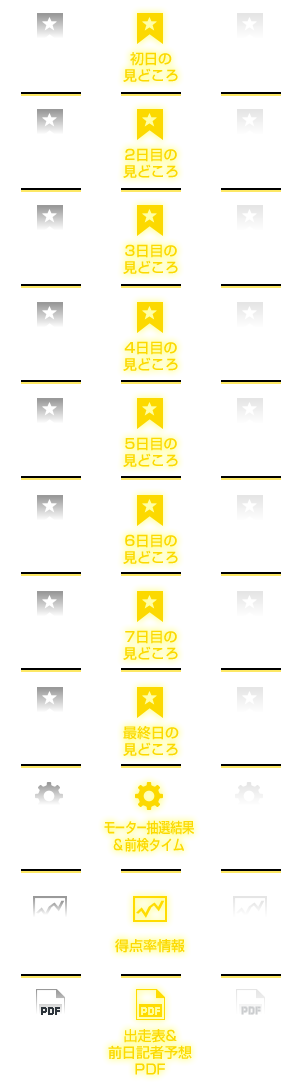 初日の
見どころ
2日目の
見どころ
3日目の
見どころ
4日目の
見どころ
5日目の
見どころ
6日目の
見どころ
7日目の
見どころ
最終日の
見どころ
モーター抽選結果
&前検タイム
得点率情報
PDF PDF PDF
出走表&
前日記者予想
PDF